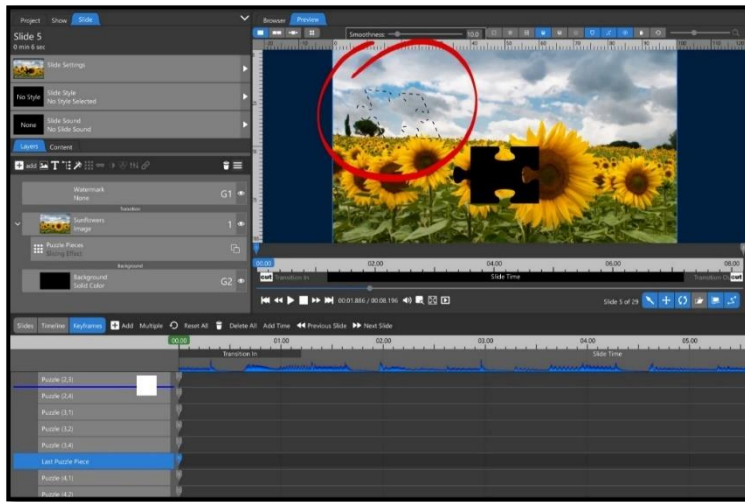 Project Show Slide
Slide 5
0 min 6 sec
Slide Settings
No Style
Slide Style
No Style Selected
None
Slide Sound
No Slide Sound
Layers Content
add T
Watermark
None
G1
Transition
Sunflowers
Image
1
Puzzle Pieces
Slicing Effect
Background
Background
Solid Color
G2
Browser Preview
Smoothness 10.0
00.00 02.00 04.00 06.00 08.00
cut Transition In Slide Time Transition Out cut
00:01.886 / 00:08.196
Slide 5 of 29
Slides Timeline Keyframes Add Multiple Reset All Delete All Add Time Previous Slide Next Slide
00.00 01.00 02.00 03.00 04.00 05.00
Transition In Slide Time
Puzzle (2,3)
Puzzle (2,4)
Puzzle (3,1)
Puzzle (3,2)
Puzzle (3,4)
Last Puzzle Piece
Puzzle (4,1)
Puzzle (4,2)